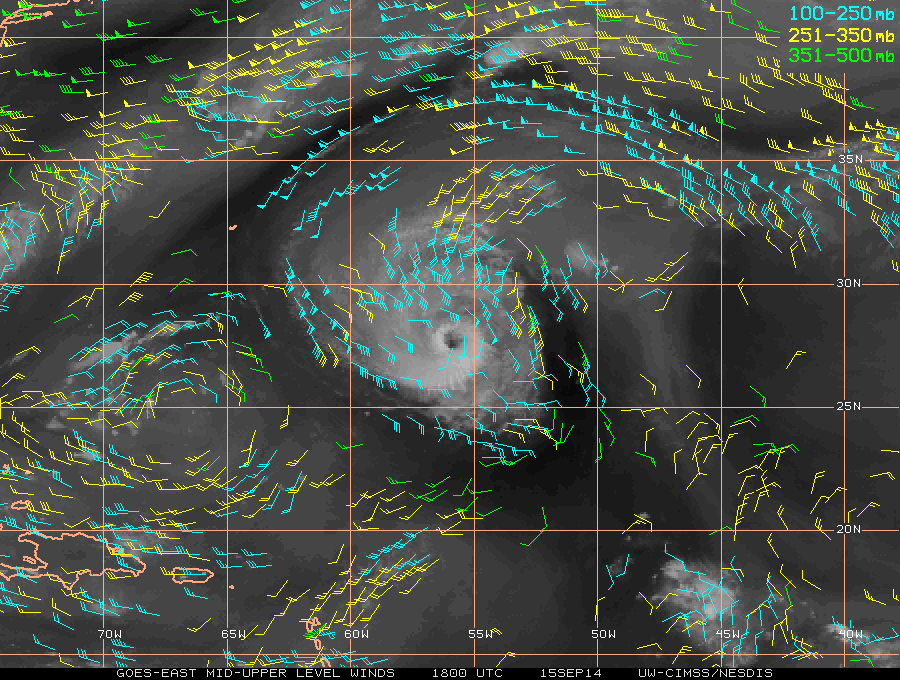 100-250mb
251-350mb
351-500mb
35N
30N
25N
20N
70W 65W 60W 55W 50W 45W 40W
GOES-EAST MID-UPPER LEVEL WINDS 1800 UTC 15SEP14 UW-CIMSS/NESDIS